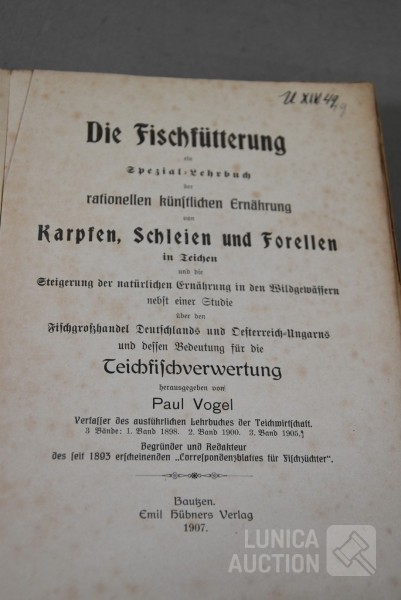 U XIV 49
Die Fischfütterung
ein
Spezial-Lehrbuch
der
rationellen künstlichen Ernährung
von
Karpfen, Schleien und Forellen
in Teichen
und die
Steigerung der natürlichen Ernährung in den Wildgewässern
nebst einer Studie
über den
Fischgroßhandel Deutschlands und Oesterreich-Ungarns
und dessen Bedeutung für die
Teichfischverwertung
herausgegeben von
Paul Vogel
Verfasser des ausführlichen Lehrbuches der Teichwirtschaft.
3 Bände: 1. Band 1898. 2. Band 1900. 3. Band 1905.
Begründer und Redakteur
des seit 1893 erscheinenden „Correspondenzblattes für Fischzüchter".
Bautzen.
Emil Hübners Verlag
1907.
LUNICA
AUCTION